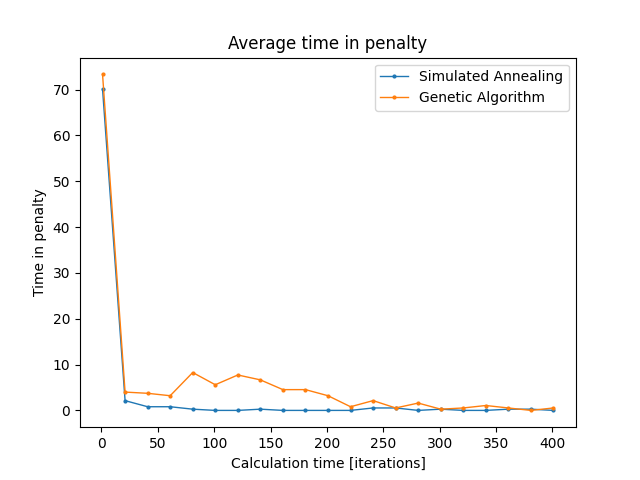 Average time in penalty
Simulated Annealing
Genetic Algorithm
Time in penalty
70
60
50
40
30
20
10
0
0 50 100 150 200 250 300 350 400
Calculation time [iterations]